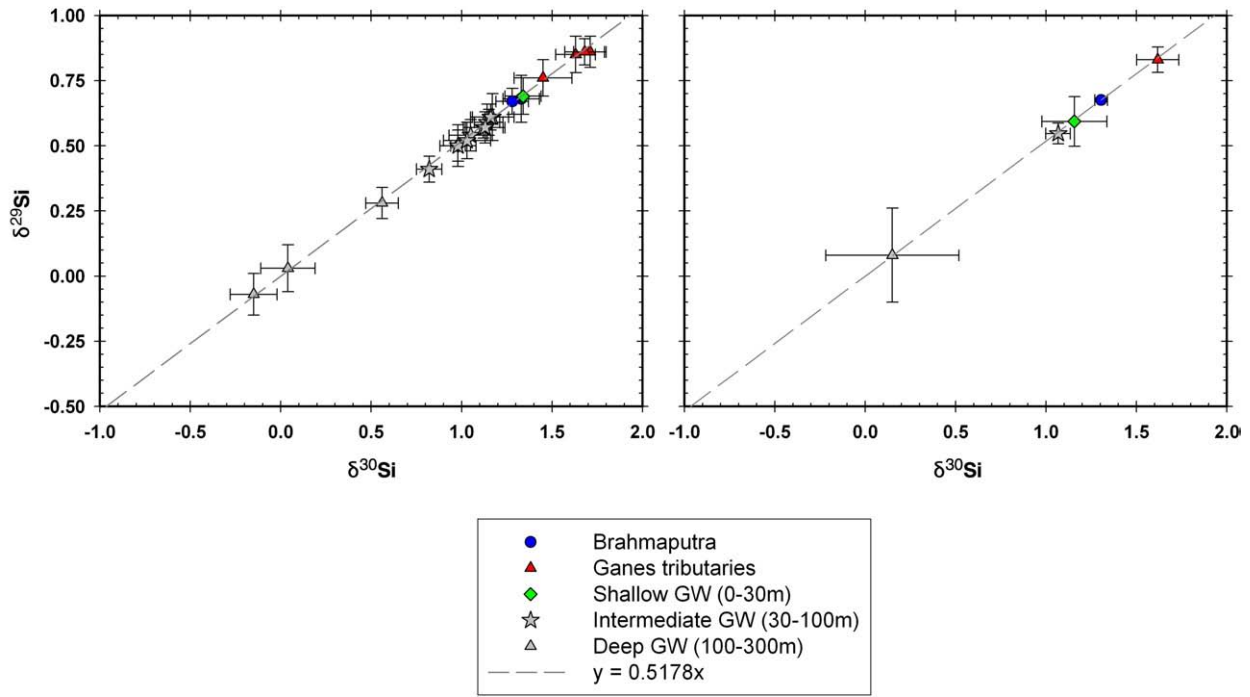 1.00
0.75
0.50
0.25
0.00
-0.25
-0.50
δ²⁹Si
-1.0 -0.5 0.0 0.5 1.0 1.5 2.0
δ³⁰Si
-1.0 -0.5 0.0 0.5 1.0 1.5 2.0
δ³⁰Si
Brahmaputra
Ganes tributaries
Shallow GW (0-30m)
Intermediate GW (30-100m)
Deep GW (100-300m)
y = 0.5178x